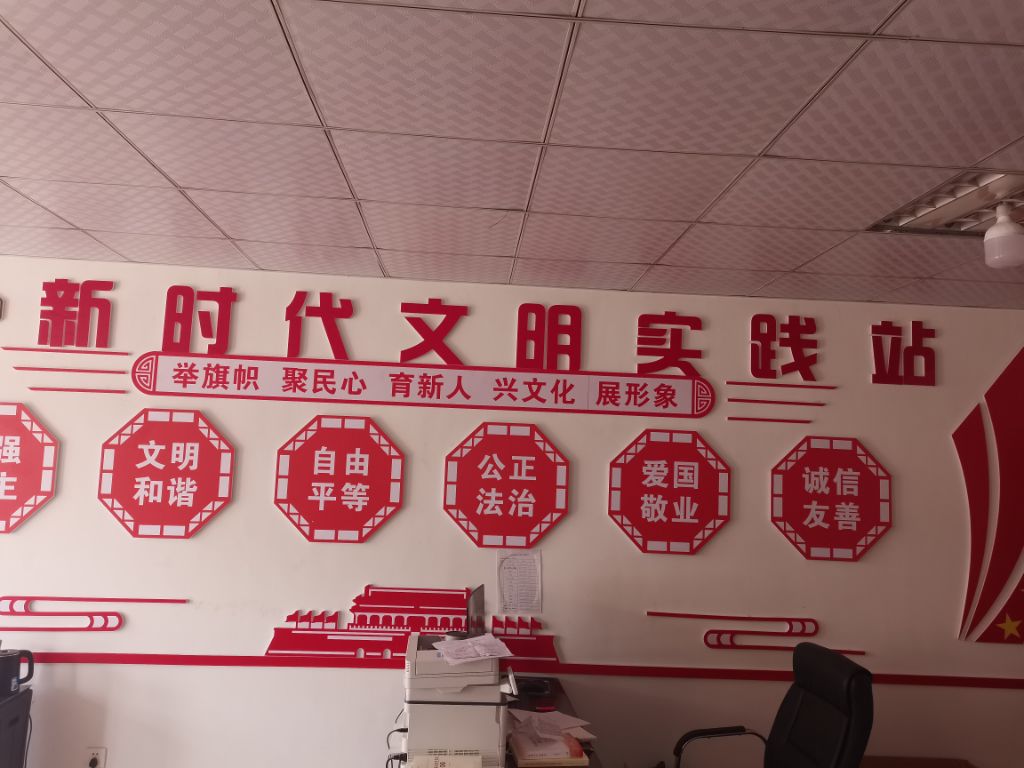 新时代文明实践站
举旗帜 聚民心 育新人 兴文化 展形象
强
主
文明
和谐
自由
平等
公正
法治
爱国
敬业
诚信
友善